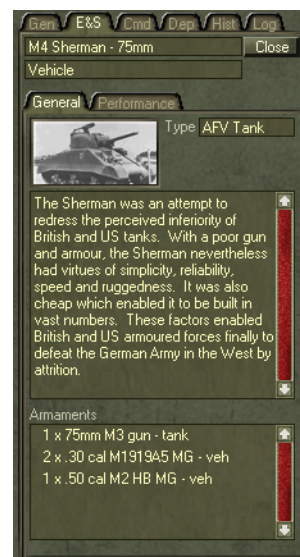 Gen E&S Cmd Dep Hist Log
M4 Sherman - 75mm Close
Vehicle
General Performance
Type AFV Tank
The Sherman was an attempt to
redress the perceived inferiority of
British and US tanks. With a poor gun
and armour, the Sherman nevertheless
had virtues of simplicity, reliability,
speed and ruggedness. It was also
cheap which enabled it to be built in
vast numbers. These factors enabled
British and US armoured forces finally to
defeat the German Army in the West by
attrition.
Armaments
1 x 75mm M3 gun - tank
2 x .30 cal M1919A5 MG - veh
1 x .50 cal M2 HB MG - veh